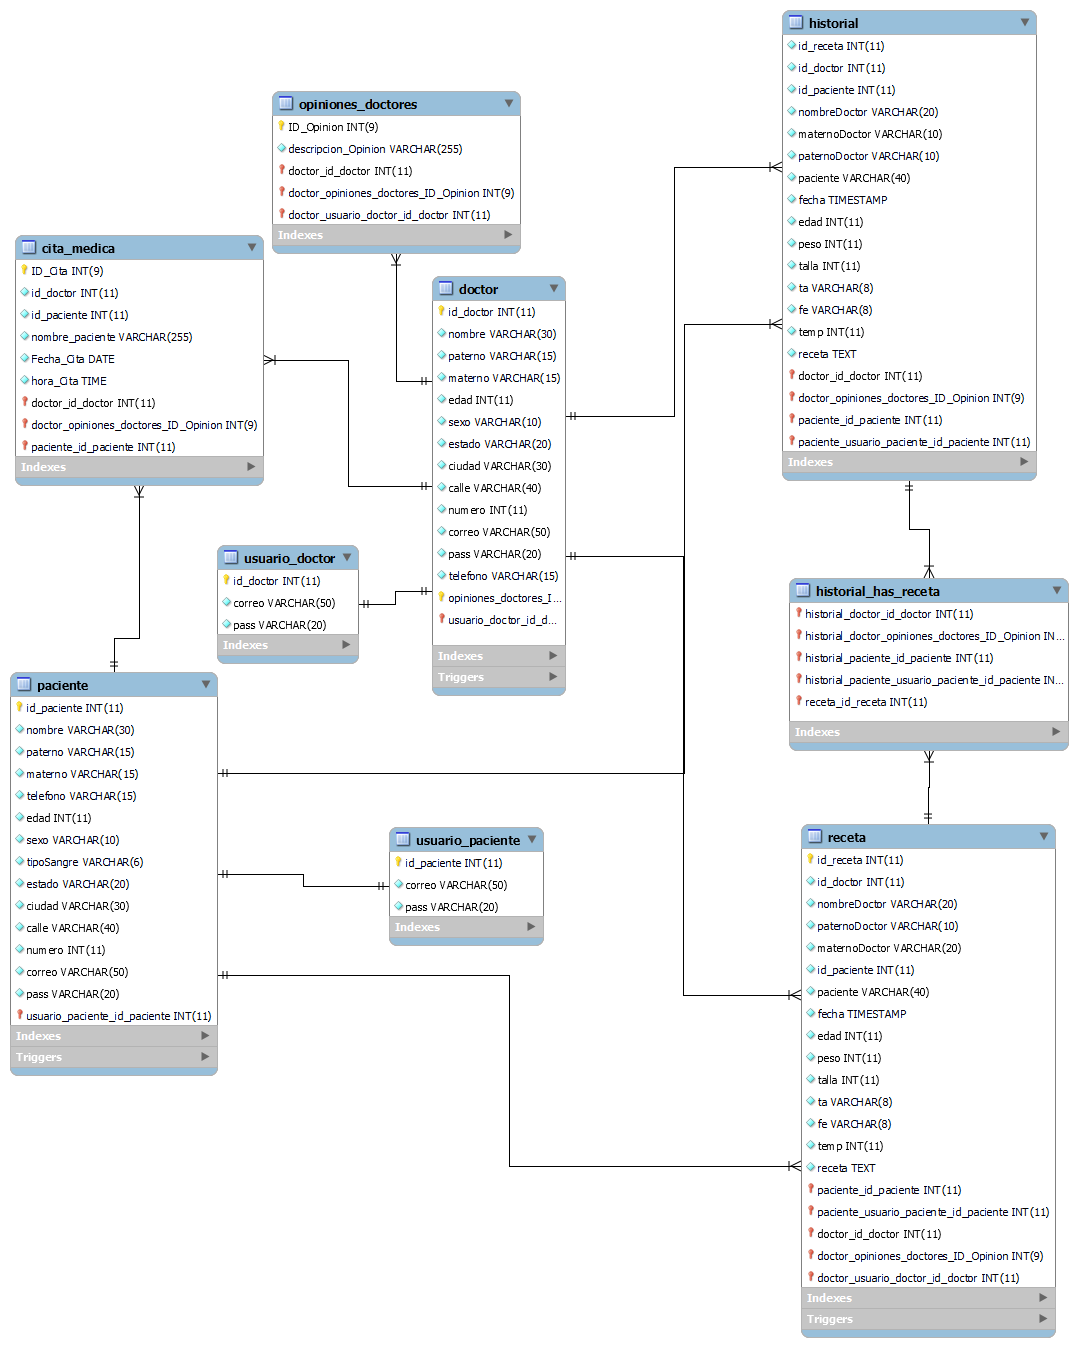 historial
id_receta INT(11)
id_doctor INT(11)
id_paciente INT(11)
nombreDoctor VARCHAR(20)
maternoDoctor VARCHAR(10)
paternoDoctor VARCHAR(10)
paciente VARCHAR(40)
fecha TIMESTAMP
edad INT(11)
peso INT(11)
talla INT(11)
ta VARCHAR(8)
fe VARCHAR(8)
temp INT(11)
receta TEXT
doctor_id_doctor INT(11)
doctor_opiniones_doctores_ID_Opinion INT(9)
paciente_id_paciente INT(11)
paciente_usuario_paciente_id_paciente INT(11)
Indexes
opiniones_doctores
ID_Opinion INT(9)
descripcion_Opinion VARCHAR(255)
doctor_id_doctor INT(11)
doctor_opiniones_doctores_ID_Opinion INT(9)
doctor_usuario_doctor_id_doctor INT(11)
Indexes
cita_medica
ID_Cita INT(9)
id_doctor INT(11)
id_paciente INT(11)
nombre_paciente VARCHAR(255)
Fecha_Cita DATE
hora_Cita TIME
doctor_id_doctor INT(11)
doctor_opiniones_doctores_ID_Opinion INT(9)
paciente_id_paciente INT(11)
Indexes
doctor
id_doctor INT(11)
nombre VARCHAR(30)
paterno VARCHAR(15)
materno VARCHAR(15)
edad INT(11)
sexo VARCHAR(10)
estado VARCHAR(20)
ciudad VARCHAR(30)
calle VARCHAR(40)
numero INT(11)
correo VARCHAR(50)
pass VARCHAR(20)
telefono VARCHAR(15)
opiniones_doctores_I...
usuario_doctor_id_d...
Indexes
Triggers
usuario_doctor
id_doctor INT(11)
correo VARCHAR(50)
pass VARCHAR(20)
Indexes
historial_has_receta
historial_doctor_id_doctor INT(11)
historial_doctor_opiniones_doctores_ID_Opinion IN...
historial_paciente_id_paciente INT(11)
historial_paciente_usuario_paciente_id_paciente IN...
receta_id_receta INT(11)
Indexes
paciente
id_paciente INT(11)
nombre VARCHAR(30)
paterno VARCHAR(15)
materno VARCHAR(15)
telefono VARCHAR(15)
edad INT(11)
sexo VARCHAR(10)
tipoSangre VARCHAR(6)
estado VARCHAR(20)
ciudad VARCHAR(30)
calle VARCHAR(40)
numero INT(11)
correo VARCHAR(50)
pass VARCHAR(20)
usuario_paciente_id_paciente INT(11)
Indexes
Triggers
usuario_paciente
id_paciente INT(11)
correo VARCHAR(50)
pass VARCHAR(20)
Indexes
receta
id_receta INT(11)
id_doctor INT(11)
nombreDoctor VARCHAR(20)
paternoDoctor VARCHAR(10)
maternoDoctor VARCHAR(20)
id_paciente INT(11)
paciente VARCHAR(40)
fecha TIMESTAMP
edad INT(11)
peso INT(11)
talla INT(11)
ta VARCHAR(8)
fe VARCHAR(8)
temp INT(11)
receta TEXT
paciente_id_paciente INT(11)
paciente_usuario_paciente_id_paciente INT(11)
doctor_id_doctor INT(11)
doctor_opiniones_doctores_ID_Opinion INT(9)
doctor_usuario_doctor_id_doctor INT(11)
Indexes
Triggers